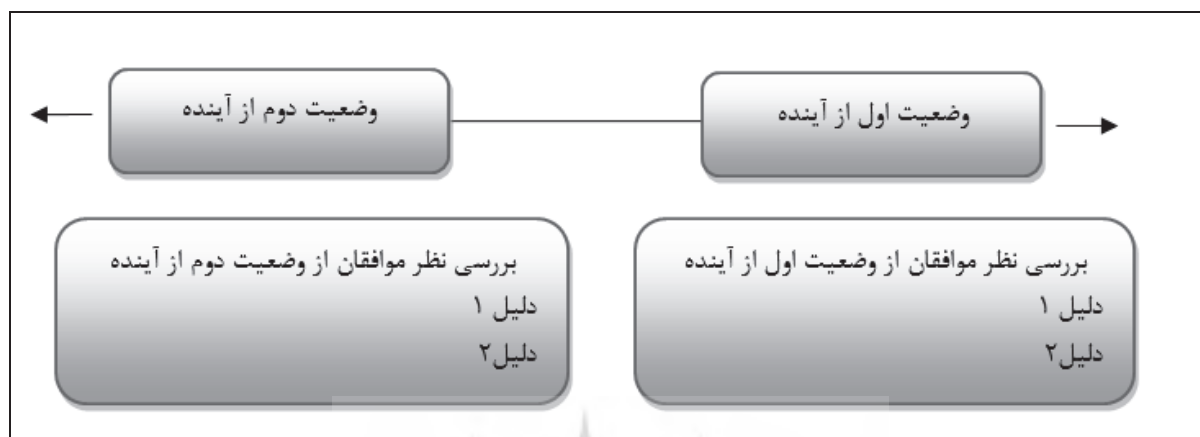 وضعیت اول از آینده
وضعیت دوم از آینده
بررسی نظر موافقان از وضعیت اول از آینده
دلیل ۱
دلیل۲
بررسی نظر موافقان از وضعیت دوم از آینده
دلیل ۱
دلیل۲